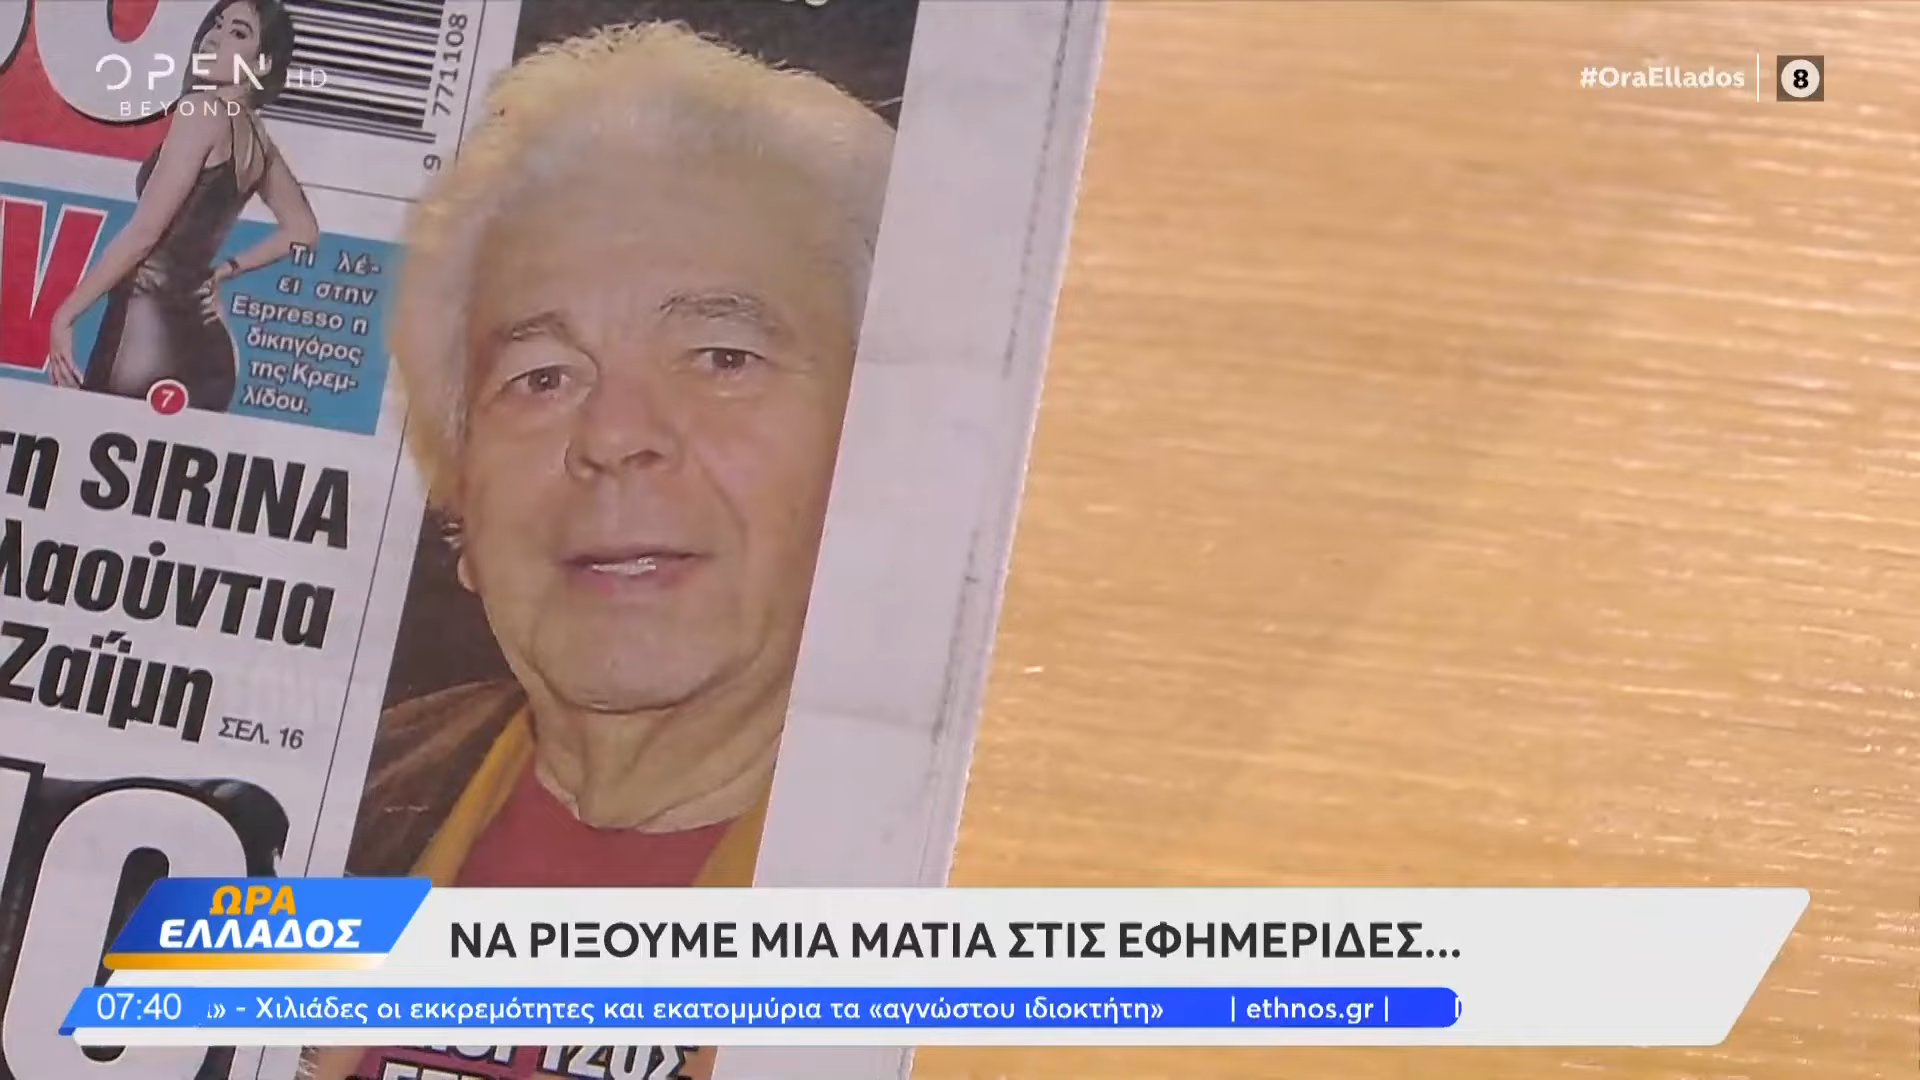 OPEN HD
BEYOND
#OraEllados
8
9 771108
Τι λέ-
ει στην
Espresso η
δικηγόρος
της Κρεμ-
λίδου.
7
τη SIRINA
λαούντια
Ζαΐμη
ΣΕΛ. 16
ΩΡΑ
ΕΛΛΑΔΟΣ
ΝΑ ΡΙΞΟΥΜΕ ΜΙΑ ΜΑΤΙΑ ΣΤΙΣ ΕΦΗΜΕΡΙΔΕΣ...
07:40 ι» - Χιλιάδες οι εκκρεμότητες και εκατομμύρια τα «αγνώστου ιδιοκτήτη» | ethnos.gr |